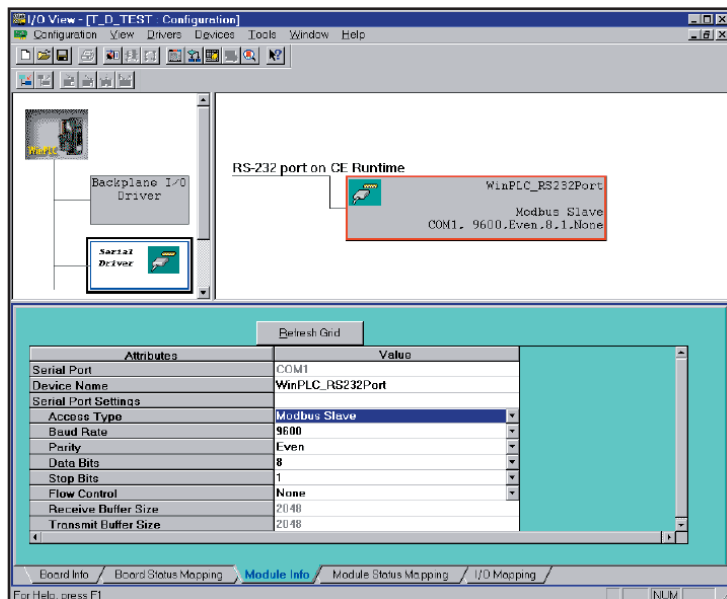 I/O View - [T_D_TEST : Configuration]
Configuration View Drivers Devices Tools Window Help
WinPLC
Backplane I/O
Driver
Serial
Driver
RS-232 port on CE Runtime
WinPLC_RS232Port
Modbus Slave
COM1, 9600,Even,8,1,None
Refresh Grid
Attributes Value
Serial Port COM1
Device Name WinPLC_RS232Port
Serial Port Settings
Access Type Modbus Slave
Baud Rate 9600
Parity Even
Data Bits 8
Stop Bits 1
Flow Control None
Receive Buffer Size 2048
Transmit Buffer Size 2048
Board Info Board Status Mapping Module Info Module Status Mapping I/O Mapping
For Help, press F1 NUM